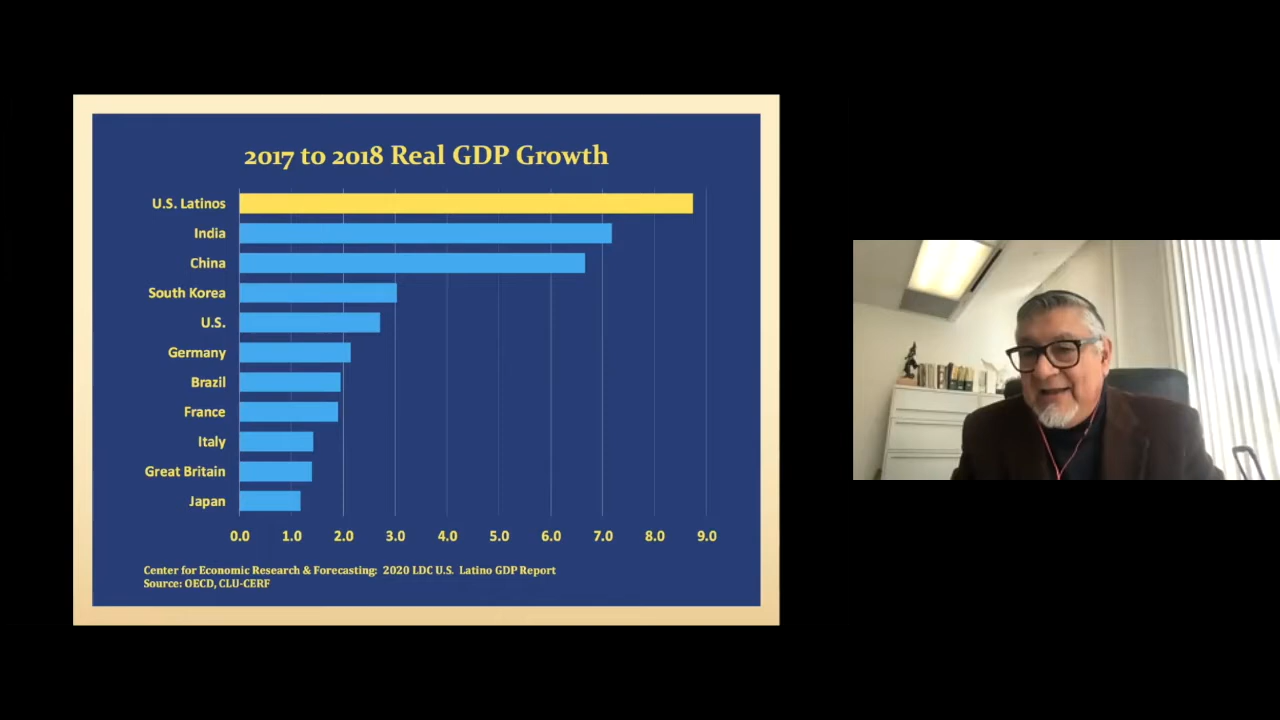 2017 to 2018 Real GDP Growth
U.S. Latinos
India
China
South Korea
U.S.
Germany
Brazil
France
Italy
Great Britain
Japan
0.0 1.0 2.0 3.0 4.0 5.0 6.0 7.0 8.0 9.0
Center for Economic Research & Forecasting: 2020 LDC U.S. Latino GDP Report
Source: OECD, CLU-CERF